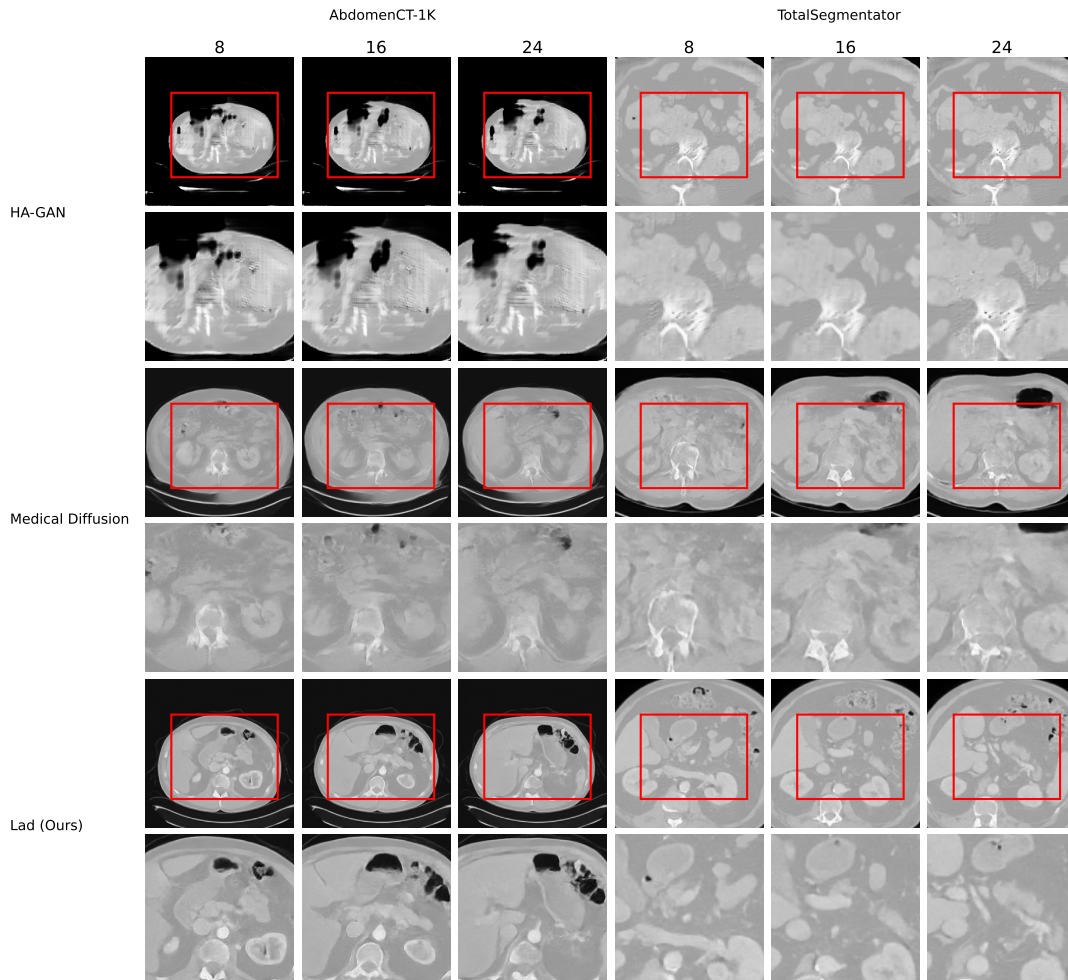 AbdomenCT-1K TotalSegmentator
8 16 24 8 16 24
HA-GAN
Medical Diffusion
Lad (Ours)